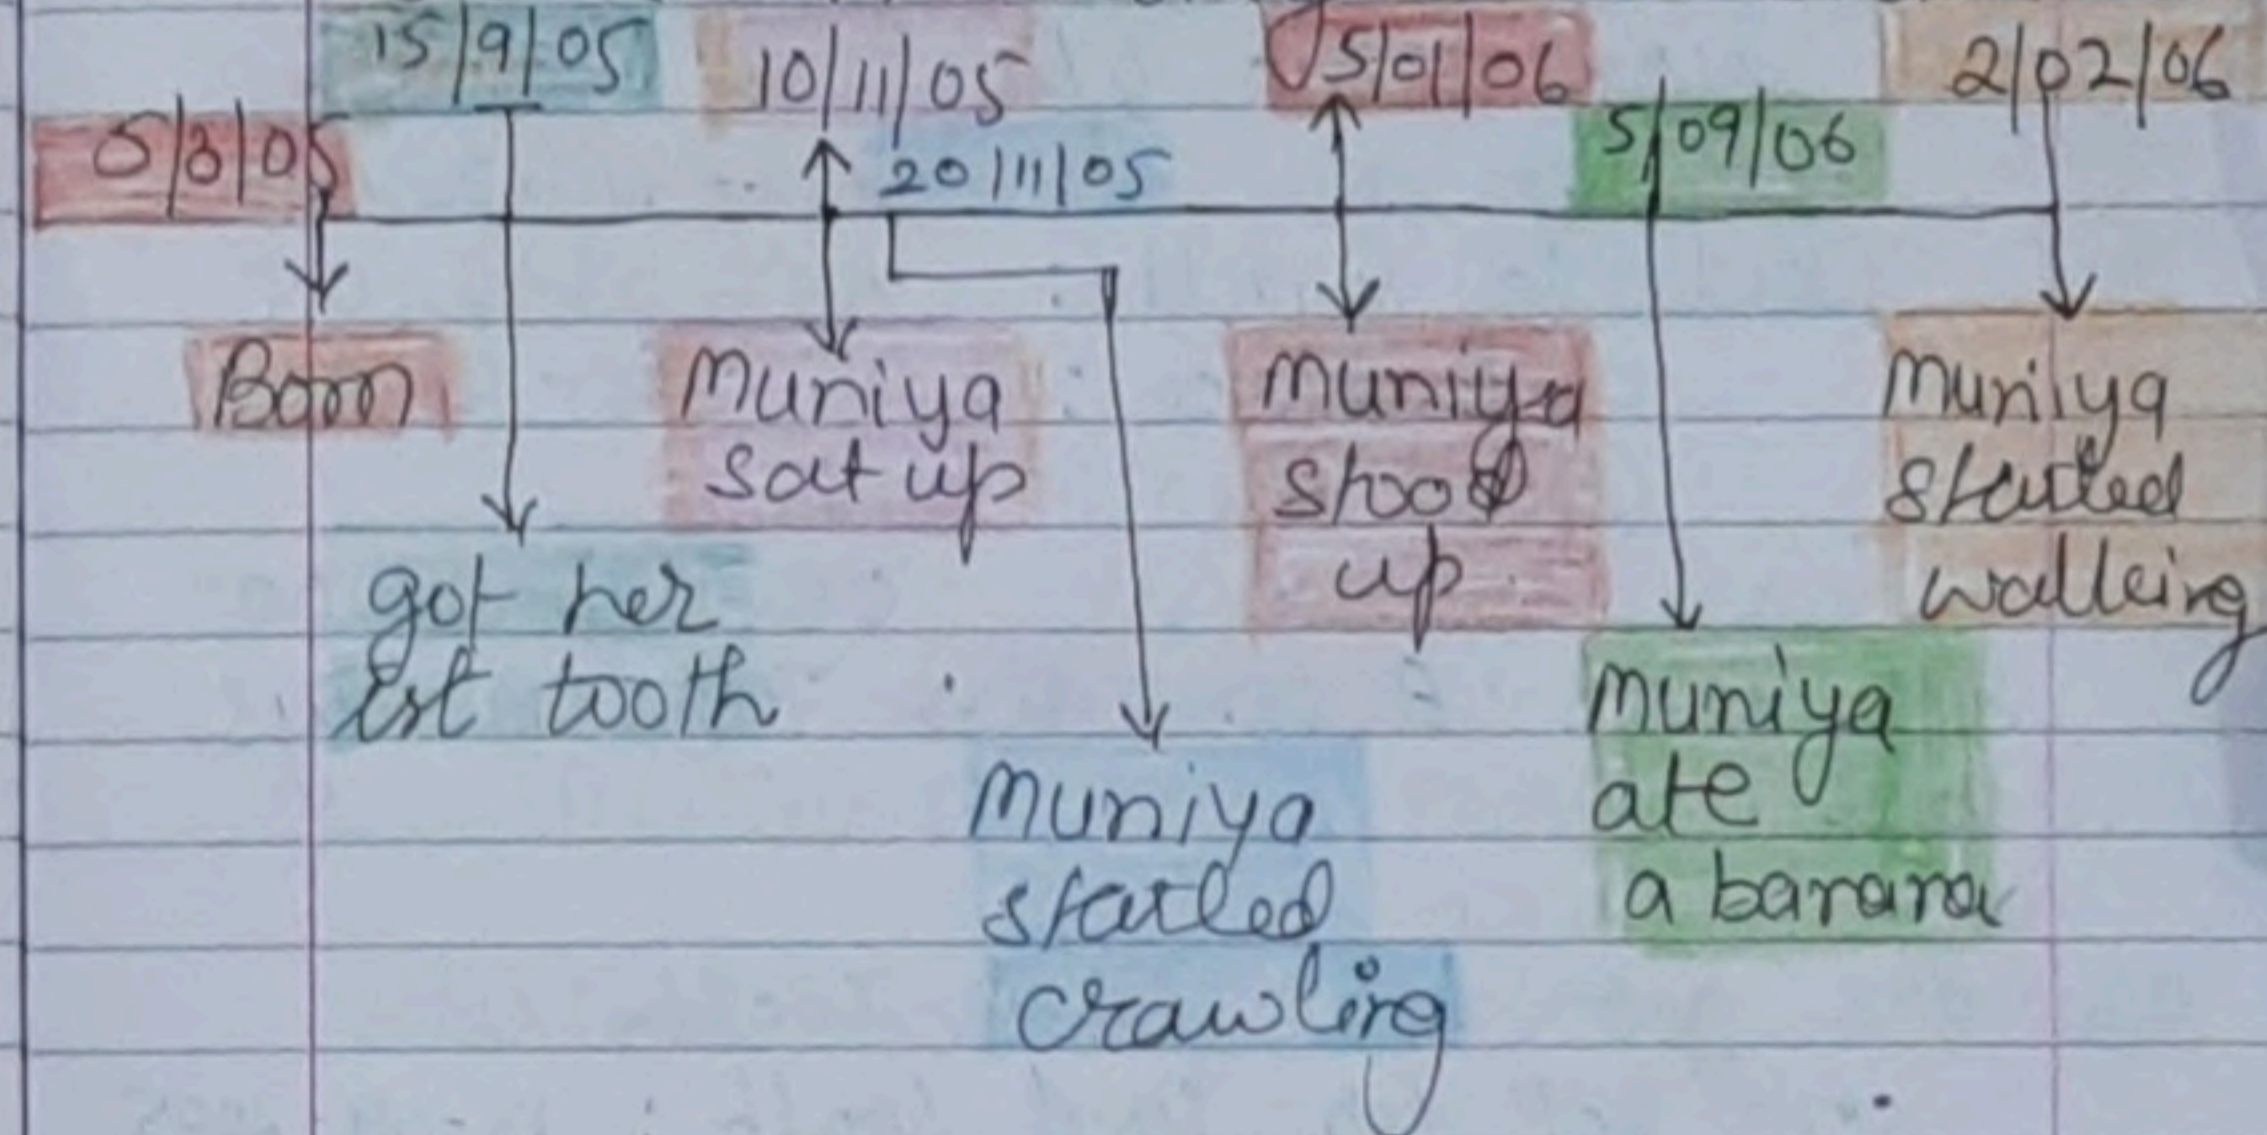 15/9/05
10/11/05
5/01/06
2/02/06
5/3/05
20/11/05
5/09/06
Born
Muniya
sat up
Muniya
stood
up
Muniya
started
walking
got her
1st tooth
Muniya
ate
a banana
Muniya
started
crawling